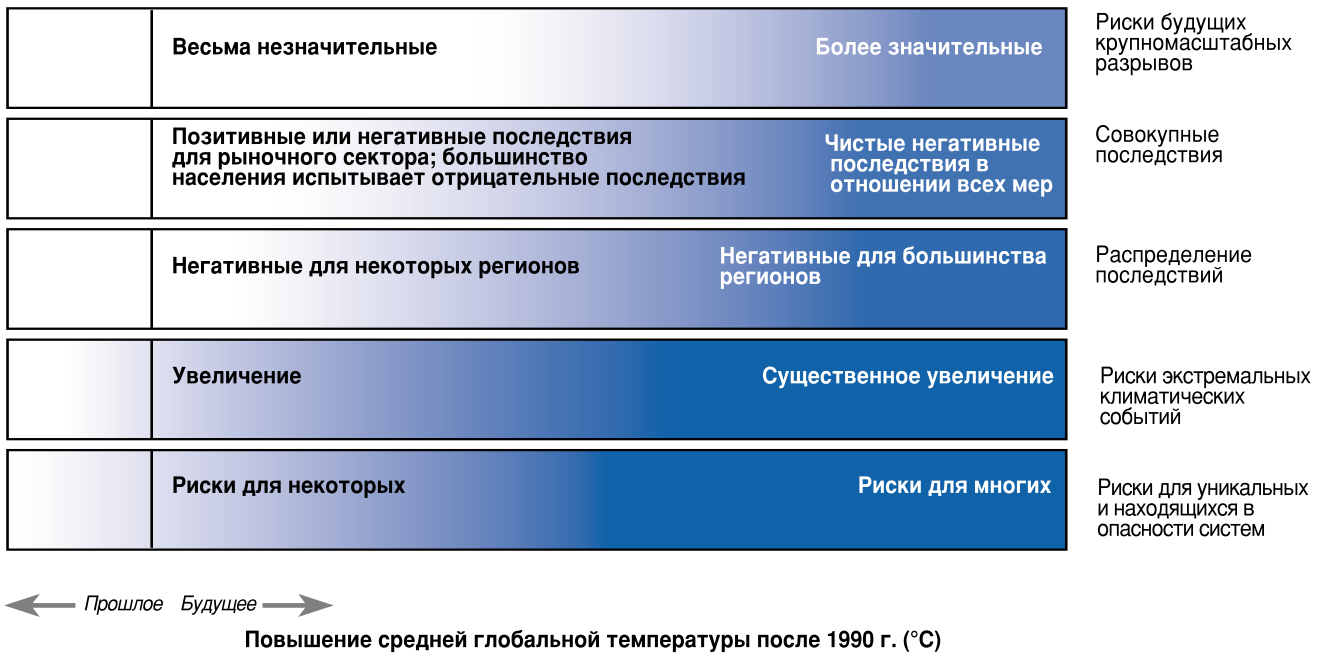 Весьма незначительные
Более значительные
Риски будущих
крупномасштабных
разрывов
Позитивные или негативные последствия
для рыночного сектора; большинство
населения испытывает отрицательные последствия
Чистые негативные
последствия в
отношении всех мер
Совокупные
последствия
Негативные для некоторых регионов
Негативные для большинства
регионов
Распределение
последствий
Увеличение
Существенное увеличение
Риски экстремальных
климатических
событий
Риски для некоторых
Риски для многих
Риски для уникальных
и находящихся в
опасности систем
Прошлое Будущее
Повышение средней глобальной температуры после 1990 г. (°C)